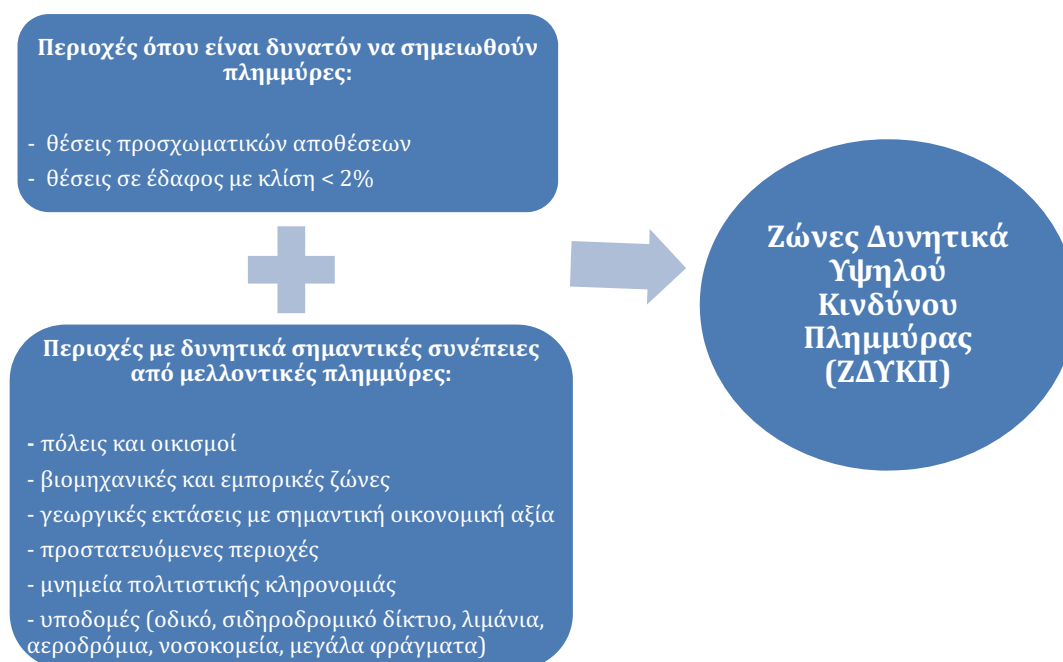 Περιοχές όπου είναι δυνατόν να σημειωθούν
πλημμύρες:
- θέσεις προσχωματικών αποθέσεων
- θέσεις σε έδαφος με κλίση < 2%
Περιοχές με δυνητικά σημαντικές συνέπειες
από μελλοντικές πλημμύρες:
- πόλεις και οικισμοί
- βιομηχανικές και εμπορικές ζώνες
- γεωργικές εκτάσεις με σημαντική οικονομική αξία
- προστατευόμενες περιοχές
- μνημεία πολιτιστικής κληρονομιάς
- υποδομές (οδικό, σιδηροδρομικό δίκτυο, λιμάνια,
αεροδρόμια, νοσοκομεία, μεγάλα φράγματα)
Ζώνες Δυνητικά
Υψηλού
Κινδύνου
Πλημμύρας
(ΖΔΥΚΠ)